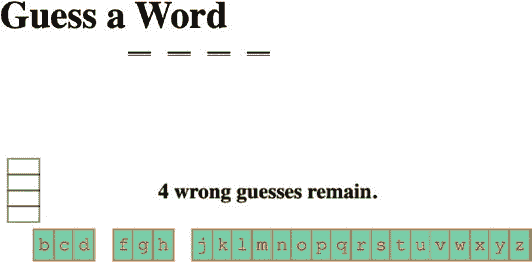 Guess a Word
_ _ _ _
4 wrong guesses remain.
b c d f g h j k l m n o p q r s t u v w x y z